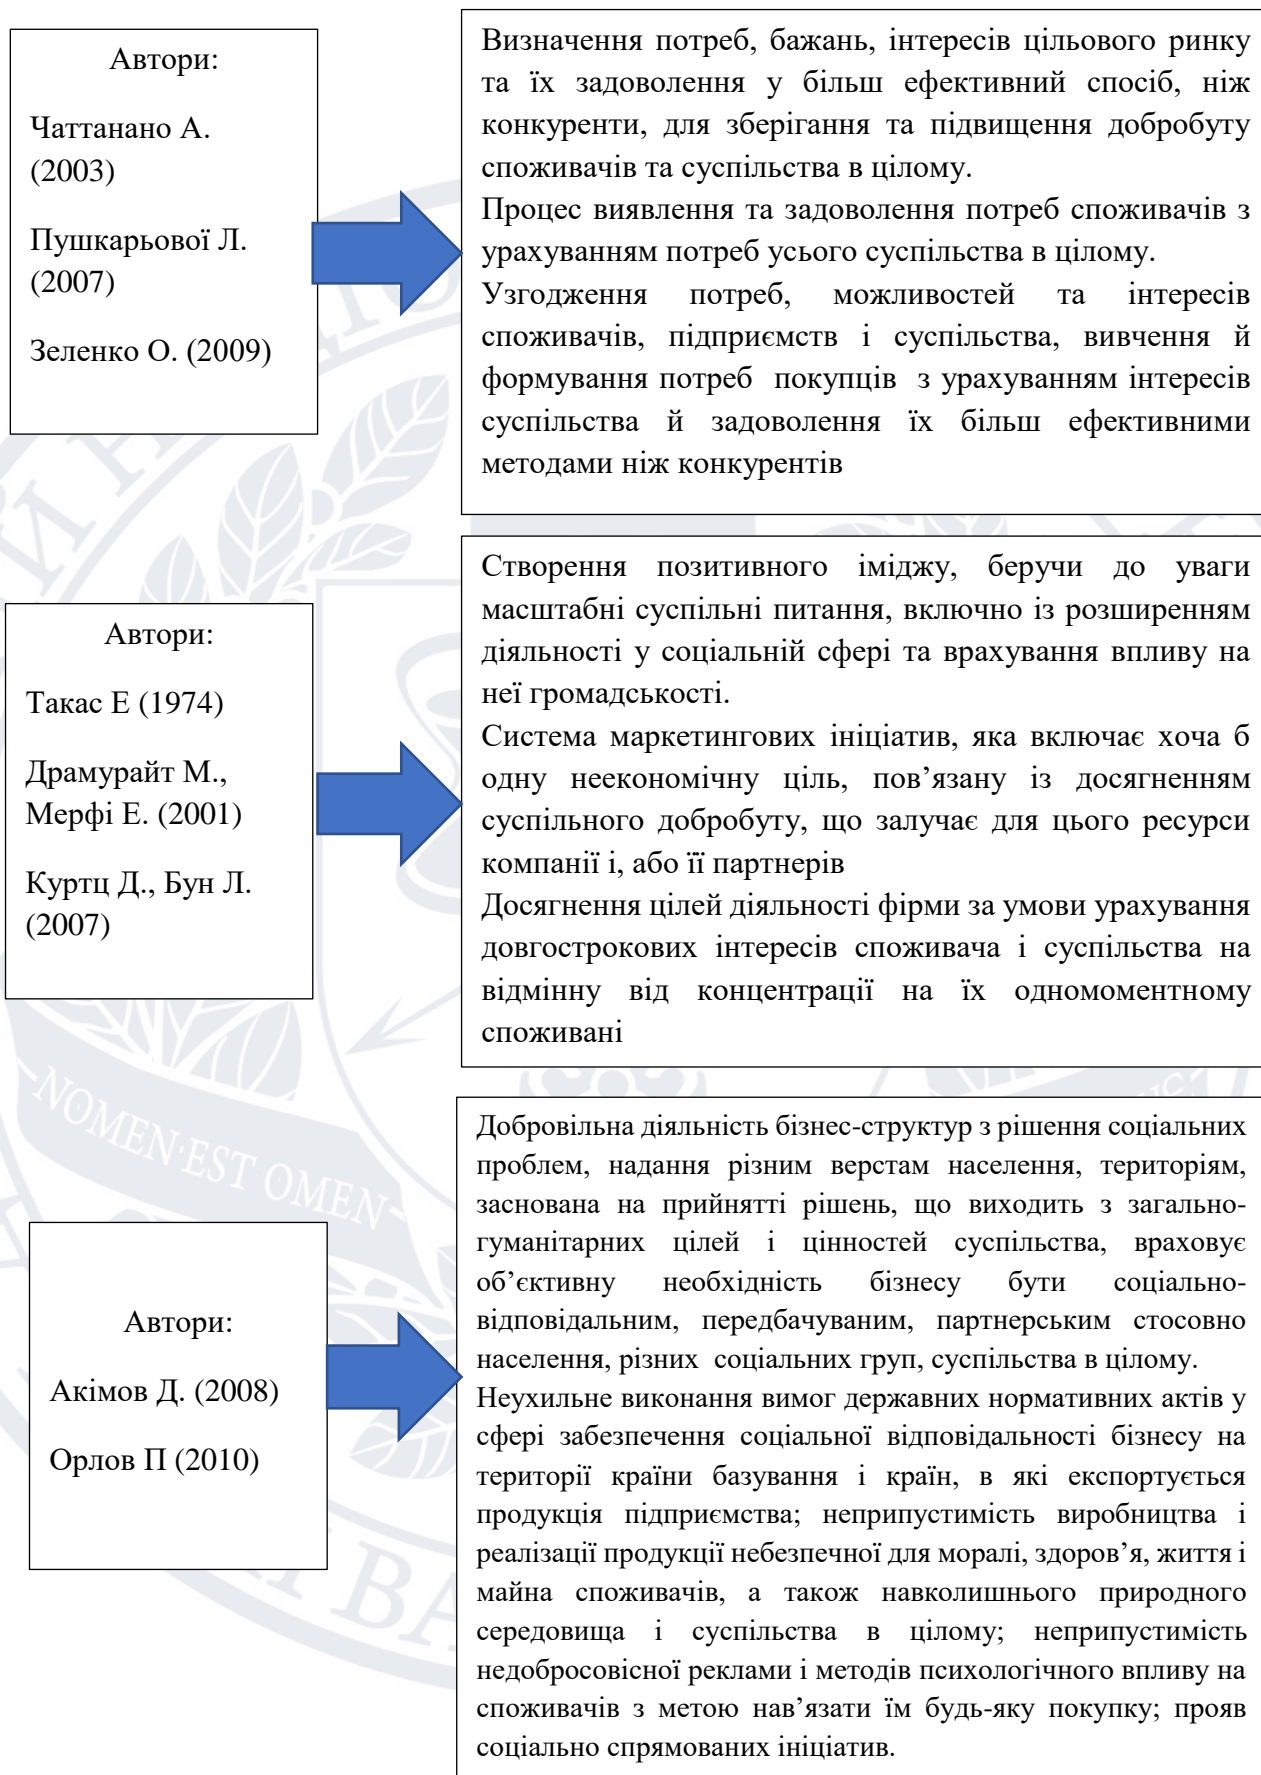 Автори:
Чаттанано А.
(2003)
Пушкарьової Л.
(2007)
Зеленко О. (2009)
Визначення потреб, бажань, інтересів цільового ринку
та їх задоволення у більш ефективний спосіб, ніж
конкуренти, для зберігання та підвищення добробуту
споживачів та суспільства в цілому.
Процес виявлення та задоволення потреб споживачів з
урахуванням потреб усього суспільства в цілому.
Узгодження потреб, можливостей та інтересів
споживачів, підприємств і суспільства, вивчення й
формування потреб покупців з урахуванням інтересів
суспільства й задоволення їх більш ефективними
методами ніж конкурентів
Автори:
Такас Е (1974)
Драмурайт М.,
Мерфі Е. (2001)
Куртц Д., Бун Л.
(2007)
Створення позитивного іміджу, беручи до уваги
масштабні суспільні питання, включно із розширенням
діяльності у соціальній сфері та врахування впливу на
неї громадськості.
Система маркетингових ініціатив, яка включає хоча б
одну неекономічну ціль, пов’язану із досягненням
суспільного добробуту, що залучає для цього ресурси
компанії і, або її партнерів
Досягнення цілей діяльності фірми за умови урахування
довгострокових інтересів споживача і суспільства на
відмінну від концентрації на їх одномоментному
споживані
Автори:
Акімов Д. (2008)
Орлов П (2010)
Добровільна діяльність бізнес-структур з рішення соціальних
проблем, надання різним верстам населення, територіям,
заснована на прийнятті рішень, що виходить з загально-
гуманітарних цілей і цінностей суспільства, враховує
об’єктивну необхідність бізнесу бути соціально-
відповідальним, передбачуваним, партнерським стосовно
населення, різних соціальних груп, суспільства в цілому.
Неухильне виконання вимог державних нормативних актів у
сфері забезпечення соціальної відповідальності бізнесу на
території країни базування і країн, в які експортується
продукція підприємства; неприпустимість виробництва і
реалізації продукції небезпечної для моралі, здоров’я, життя і
майна споживачів, а також навколишнього природного
середовища і суспільства в цілому; неприпустимість
недобросовісної реклами і методів психологічного впливу на
споживачів з метою нав’язати їм будь-яку покупку; прояв
соціально спрямованих ініціатив.
NOMEN EST OMEN